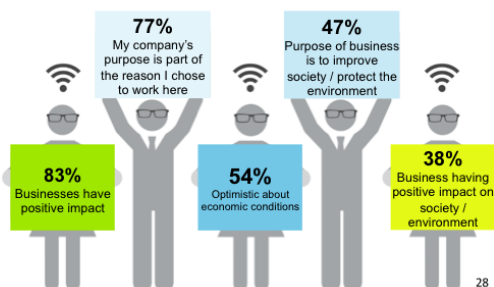 77%
My company's
purpose is part of
the reason I chose
to work here
47%
Purpose of business
is to improve
society / protect the
environment
83%
Businesses have
positive impact
54%
Optimistic about
economic conditions
38%
Business having
positive impact on
society /
environment
28